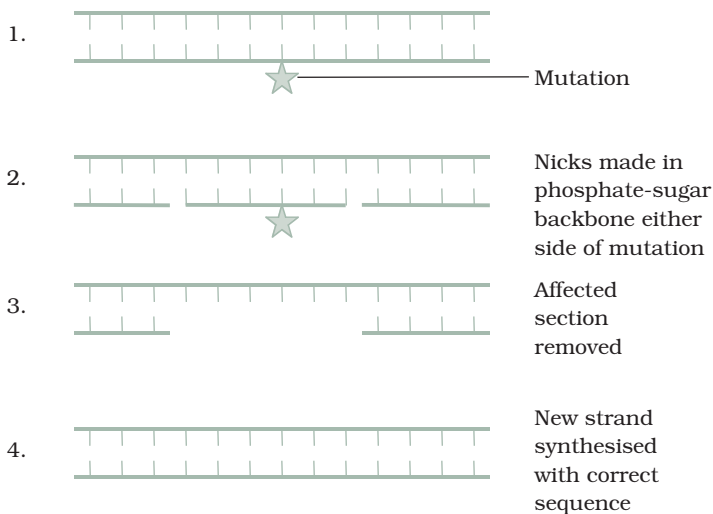 1.
Mutation
2.
Nicks made in
phosphate-sugar
backbone either
side of mutation
3.
Affected
section
removed
4.
New strand
synthesised
with correct
sequence